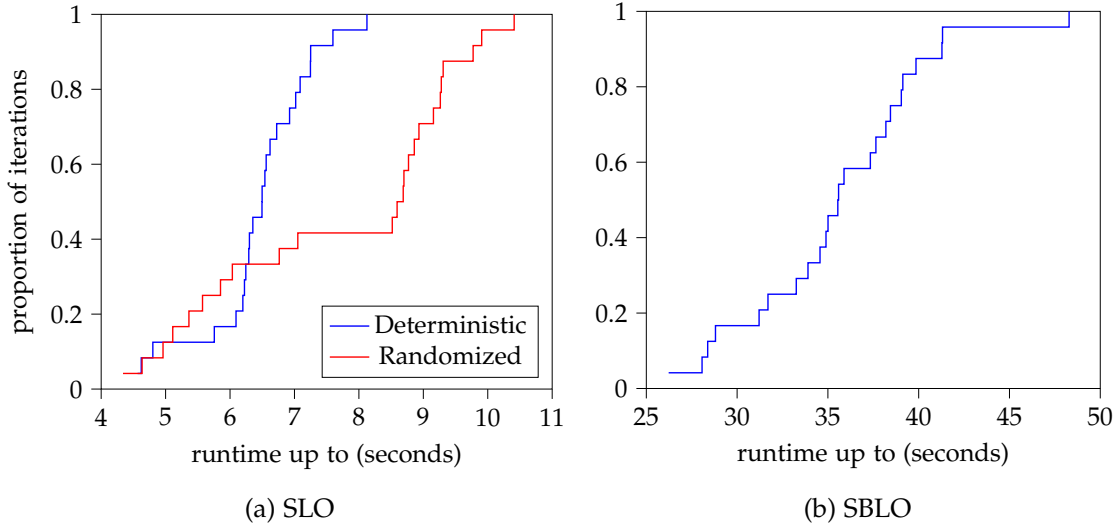 1
0.8
0.6
0.4
0.2
0
proportion of iterations
4 5 6 7 8 9 10 11
runtime up to (seconds)
Deterministic
Randomized
(a) SLO
1
0.8
0.6
0.4
0.2
0
25 30 35 40 45 50
runtime up to (seconds)
(b) SBLO